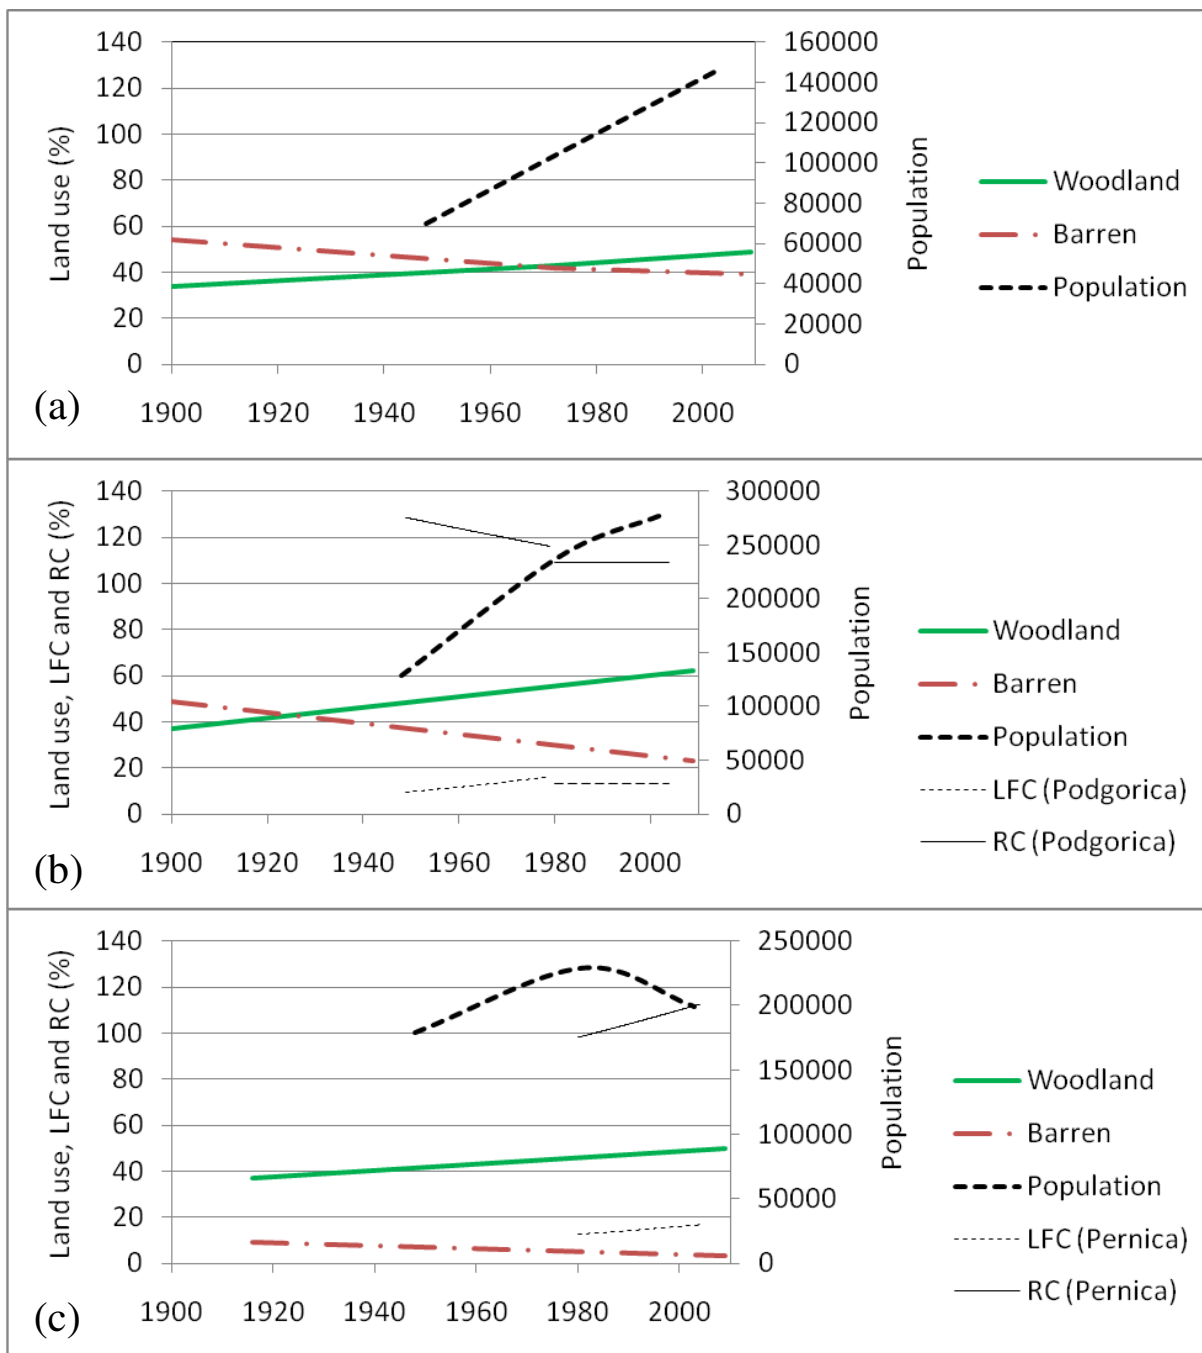 140
120
100
80
60
40
20
0
Land use (%)
160000
140000
120000
100000
80000
60000
40000
20000
0
Population
Woodland
Barren
Population
(a)
1900 1920 1940 1960 1980 2000
140
120
100
80
60
40
20
0
Land use, LFC and RC (%)
300000
250000
200000
150000
100000
50000
0
Population
Woodland
Barren
Population
LFC (Podgorica)
RC (Podgorica)
(b)
1900 1920 1940 1960 1980 2000
140
120
100
80
60
40
20
0
Land use, LFC and RC (%)
250000
200000
150000
100000
50000
0
Population
Woodland
Barren
Population
LFC (Pernica)
RC (Pernica)
(c)
1900 1920 1940 1960 1980 2000